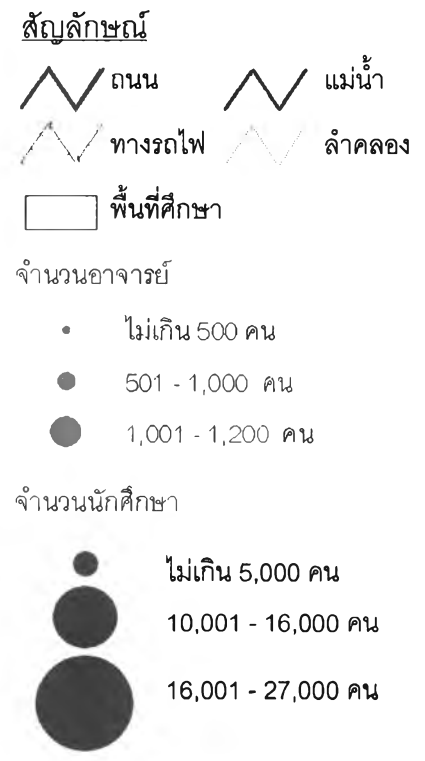 สัญลักษณ์
ถนน แม่น้ำ
ทางรถไฟ ลำคลอง
พื้นที่ศึกษา
จำนวนอาจารย์
ไม่เกิน 500 คน
501 - 1,000 คน
1,001 - 1,200 คน
จำนวนนักศึกษา
ไม่เกิน 5,000 คน
10,001 - 16,000 คน
16,001 - 27,000 คน